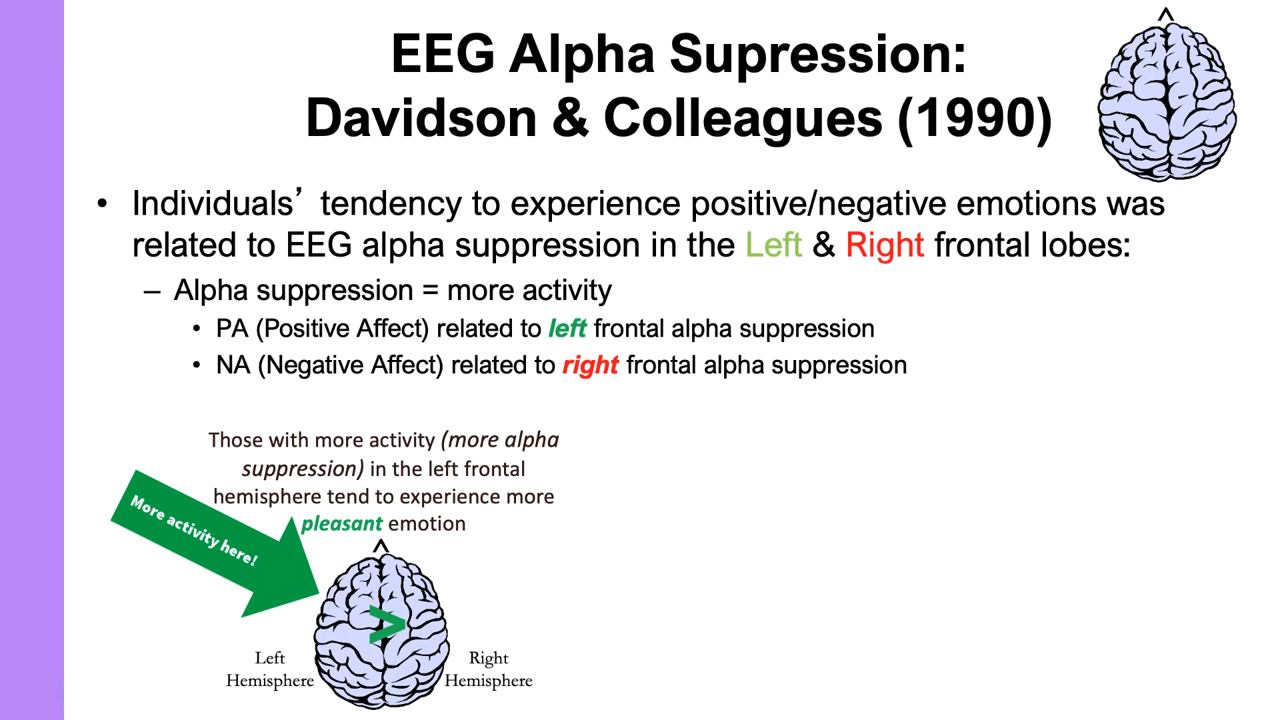 EEG Alpha Supression:
Davidson & Colleagues (1990)
• Individuals’ tendency to experience positive/negative emotions was
related to EEG alpha suppression in the Left & Right frontal lobes:
– Alpha suppression = more activity
• PA (Positive Affect) related to left frontal alpha suppression
• NA (Negative Affect) related to right frontal alpha suppression
Those with more activity (more alpha
suppression) in the left frontal
hemisphere tend to experience more
pleasant emotion
More activity here!
>
Left
Hemisphere
Right
Hemisphere